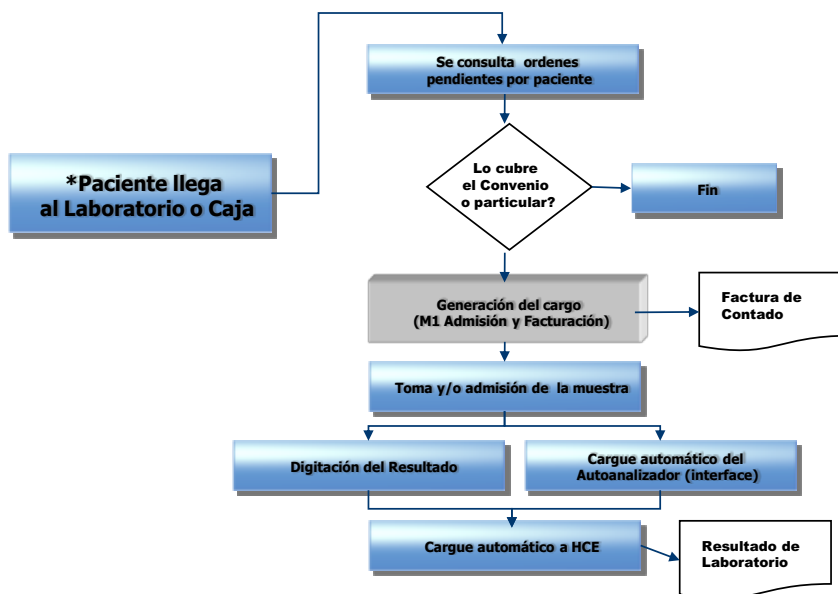 Se consulta ordenes
pendientes por paciente
*Paciente llega
al Laboratorio o Caja
Lo cubre
el Convenio
o particular?
Fin
Generación del cargo
(M1 Admisión y Facturación)
Factura de
Contado
Toma y/o admisión de la muestra
Digitación del Resultado
Cargue automático del
Autoanalizador (interface)
Cargue automático a HCE
Resultado de
Laboratorio